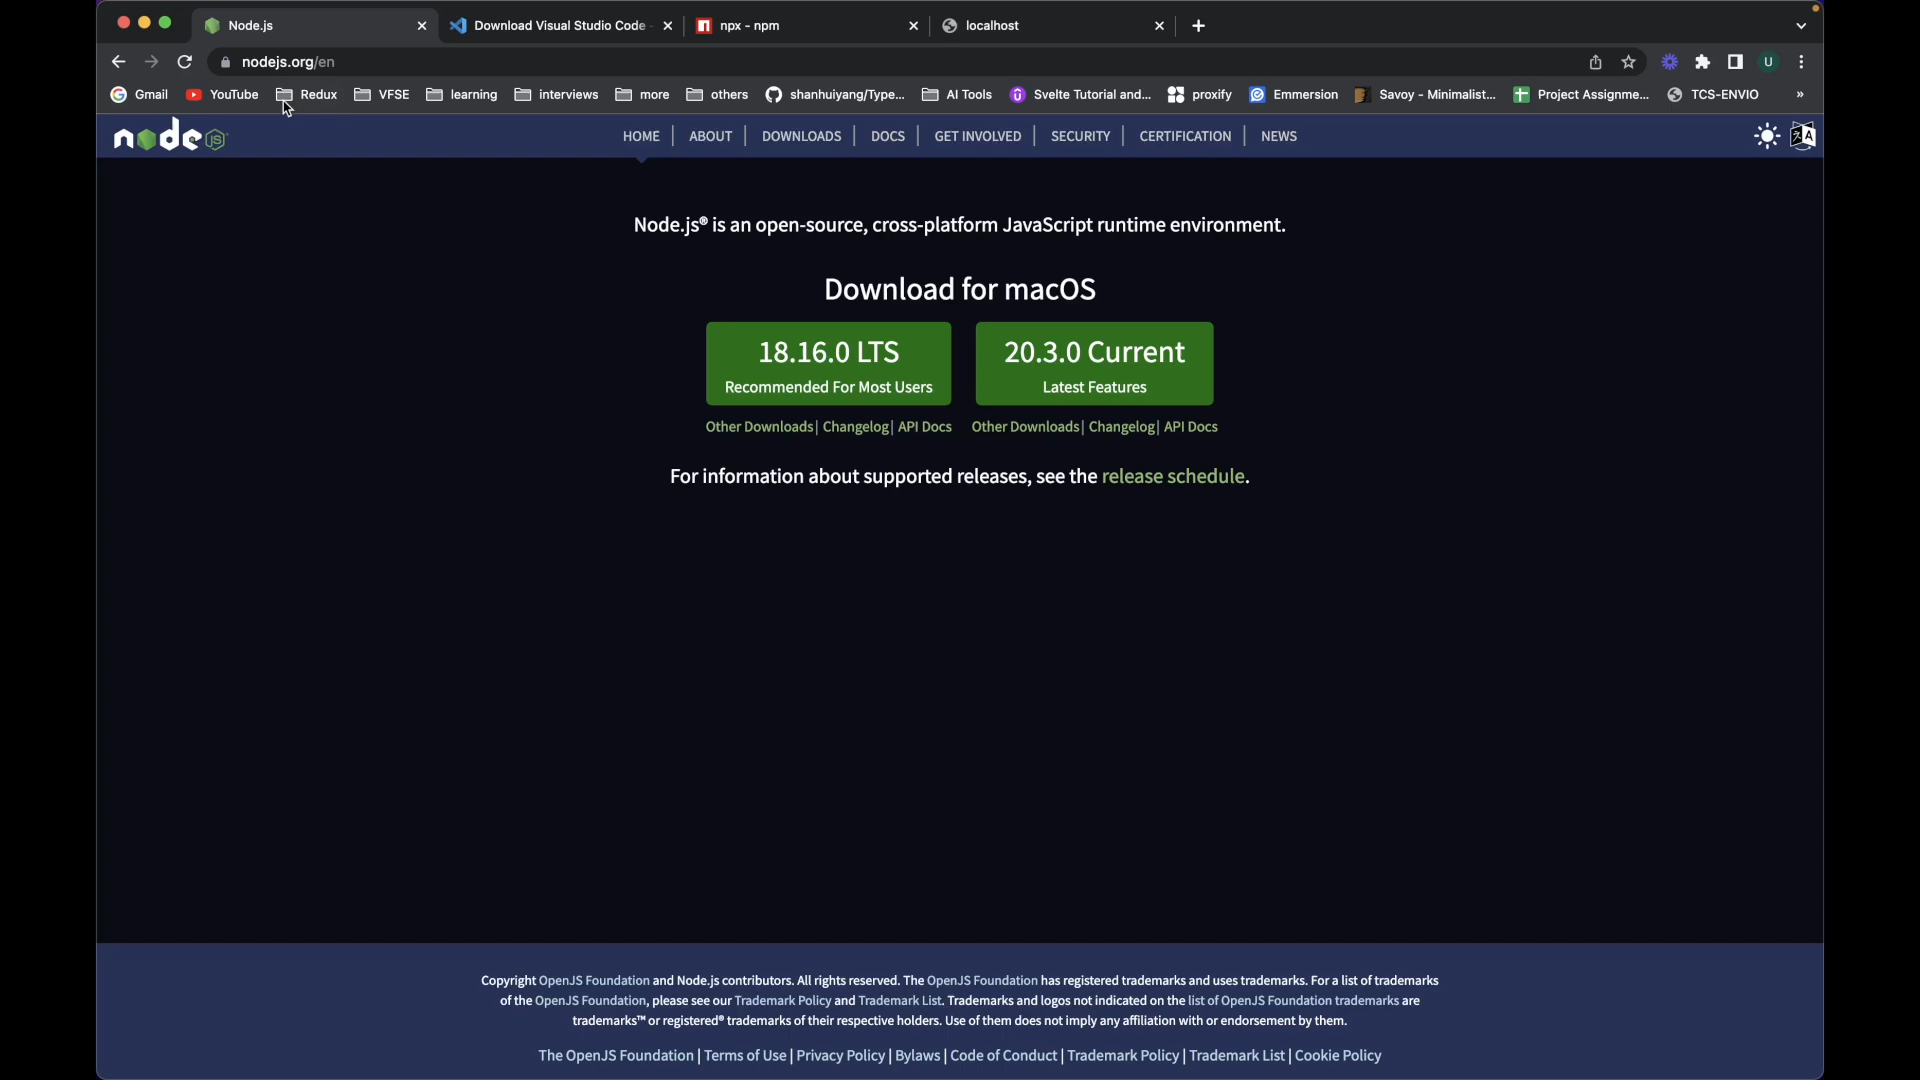 Node.js
Download Visual Studio Code -
npx - npm
localhost
nodejs.org/en
U
Gmail
YouTube
Redux
VFSE
learning
interviews
more
others
shanhuiyang/Type...
AI Tools
Svelte Tutorial and...
proxify
Emmersion
Savoy - Minimalist...
Project Assignme...
TCS-ENVIO
»
node JS
HOME | ABOUT | DOWNLOADS | DOCS | GET INVOLVED | SECURITY | CERTIFICATION | NEWS
Node.js® is an open-source, cross-platform JavaScript runtime environment.
Download for macOS
18.16.0 LTS
Recommended For Most Users
20.3.0 Current
Latest Features
Other Downloads | Changelog | API Docs
Other Downloads | Changelog | API Docs
For information about supported releases, see the release schedule.
Copyright OpenJS Foundation and Node.js contributors. All rights reserved. The OpenJS Foundation has registered trademarks and uses trademarks. For a list of trademarks
of the OpenJS Foundation, please see our Trademark Policy and Trademark List. Trademarks and logos not indicated on the list of OpenJS Foundation trademarks are
trademarks™ or registered® trademarks of their respective holders. Use of them does not imply any affiliation with or endorsement by them.
The OpenJS Foundation | Terms of Use | Privacy Policy | Bylaws | Code of Conduct | Trademark Policy | Trademark List | Cookie Policy